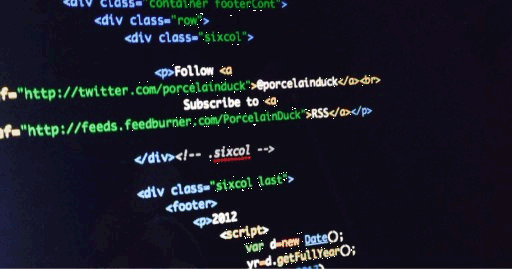 <div class="container footerCont">
<div class="row">
<div class="sixcol">
<p>Follow <a
f="http://twitter.com/porcelainduck">@porcelainduck</a><br>
Subscribe to <a
ef="http://feeds.feedburner.com/PorcelainDuck">RSS</a></p>
</div><!-- .sixcol -->
<div class="sixcol last">
<footer>
<p>2012
<script>
var d=new Date();
yr=d.getFullYear();